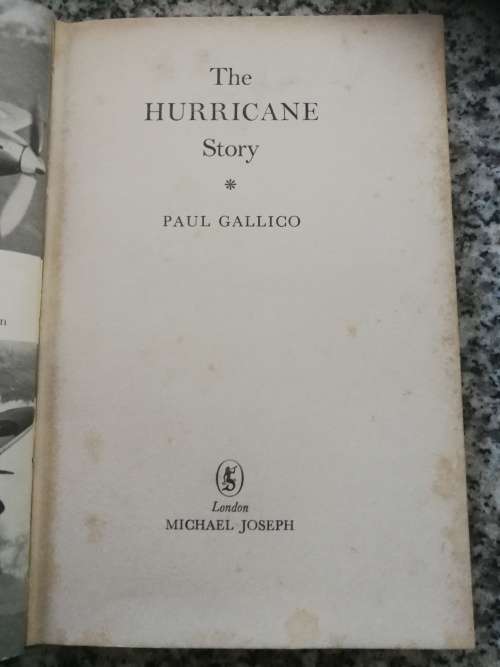 The
HURRICANE
Story
*
PAUL GALLICO
London
MICHAEL JOSEPH
n